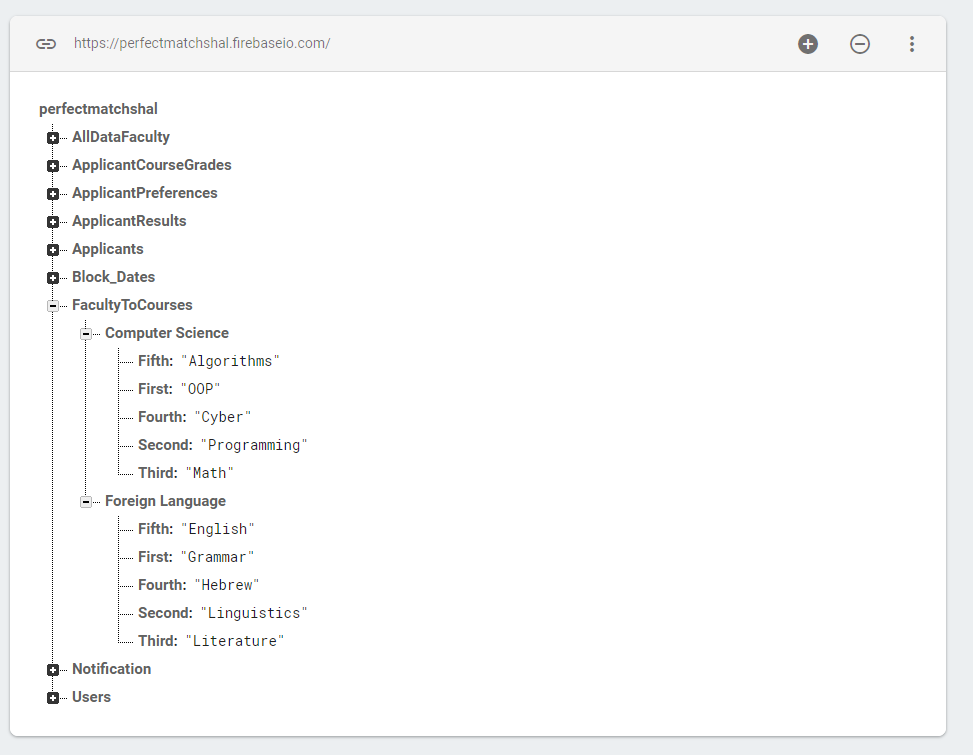 https://perfectmatchshal.firebaseio.com/
perfectmatchshal
AllDataFaculty
ApplicantCourseGrades
ApplicantPreferences
ApplicantResults
Applicants
Block_Dates
FacultyToCourses
Computer Science
Fifth: "Algorithms"
First: "OOP"
Fourth: "Cyber"
Second: "Programming"
Third: "Math"
Foreign Language
Fifth: "English"
First: "Grammar"
Fourth: "Hebrew"
Second: "Linguistics"
Third: "Literature"
Notification
Users